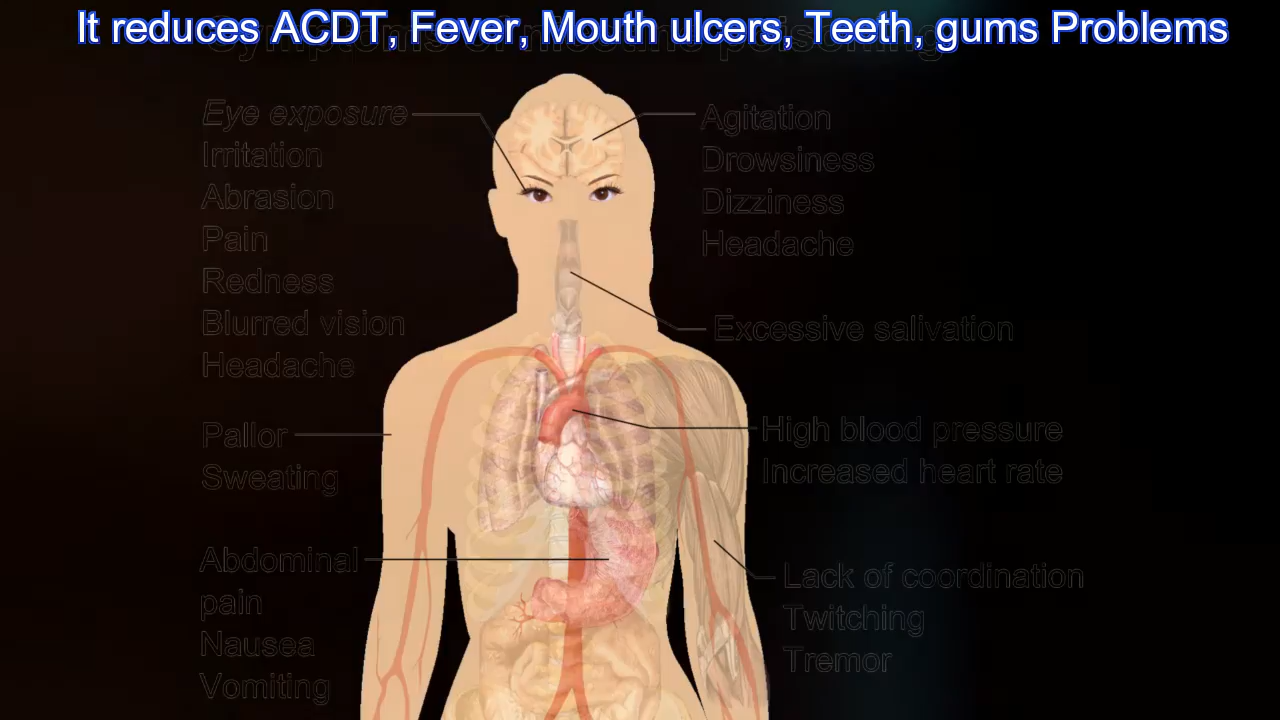 It reduces ACDT, Fever, Mouth ulcers, Teeth, gums Problems
Eye exposure
Irritation
Abrasion
Pain
Redness
Blurred vision
Headache
Pallor
Sweating
Abdominal
pain
Nausea
Vomiting
Agitation
Drowsiness
Dizziness
Headache
Excessive salivation
High blood pressure
Increased heart rate
Lack of coordination
Twitching
Tremor